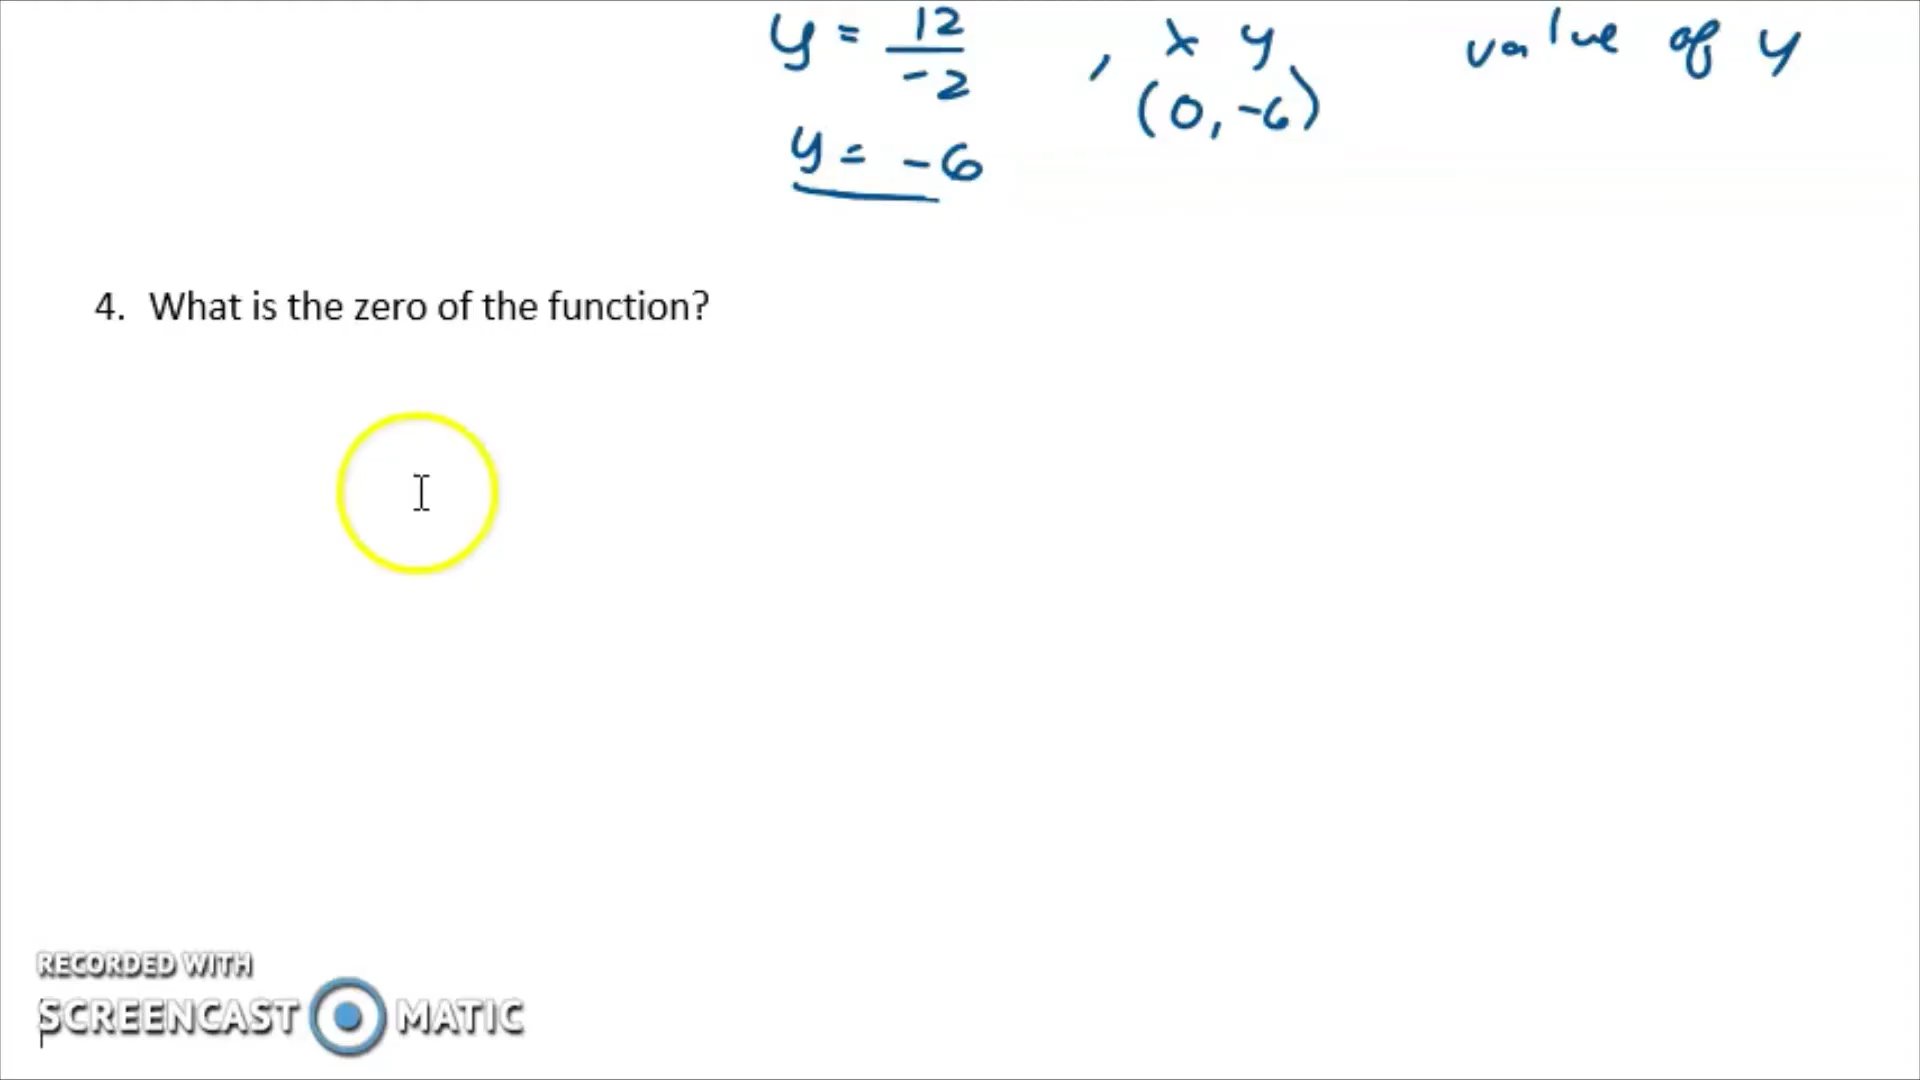 y = 12/-2 , x y value of y
(0, -6)
y = -6
4. What is the zero of the function?
RECORDED WITH
SCREENCAST MATIC